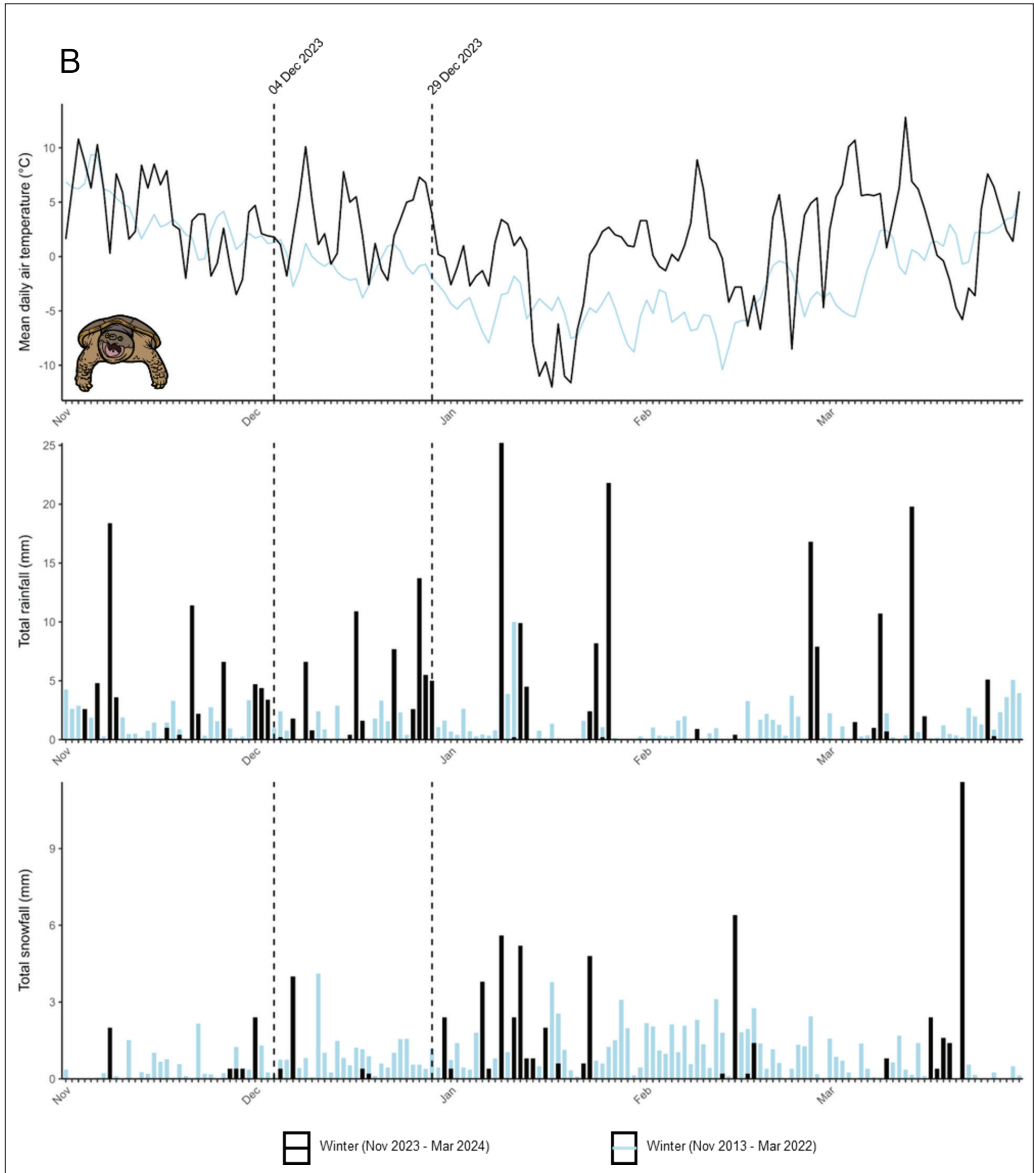 B
04 Dec 2023
29 Dec 2023
Mean daily air temperature (°C)
10
5
0
-5
-10
Nov
Dec
Jan
Feb
Mar
Total rainfall (mm)
25
20
15
10
5
0
Nov
Dec
Jan
Feb
Mar
Total snowfall (mm)
9
6
3
0
Nov
Dec
Jan
Feb
Mar
Winter (Nov 2023 - Mar 2024)
Winter (Nov 2013 - Mar 2022)